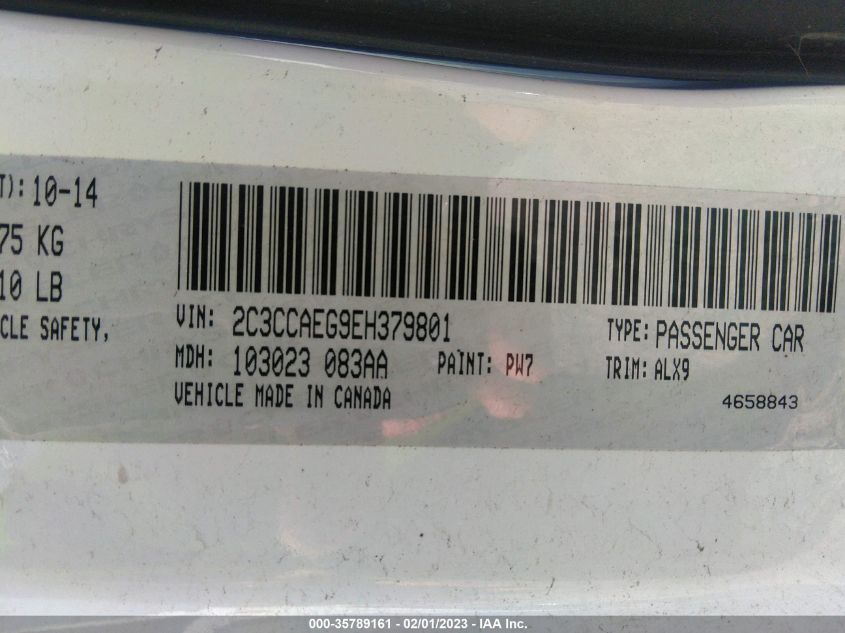 T): 10-14
75 KG
10 LB
CLE SAFETY,
VIN: 2C3CCAEG9EH379801
TYPE: PASSENGER CAR
MDH: 103023 083AA PAINT: PW7 TRIM: ALX9
VEHICLE MADE IN CANADA
4658843
000-35789161 - 02/01/2023 - IAA Inc.